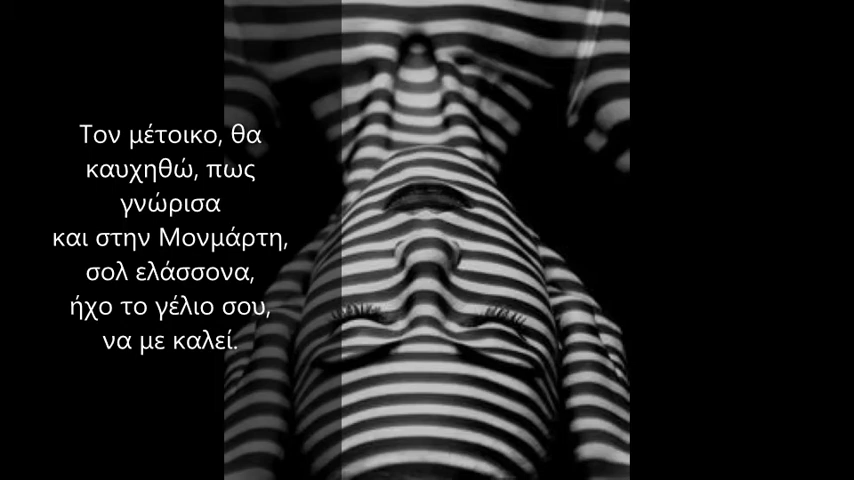 Τον μέτοικο, θα
καυχηθώ, πως
γνώρισα
και στην Μονμάρτη,
σολ ελάσσονα,
ήχο το γέλιο σου,
να με καλεί.